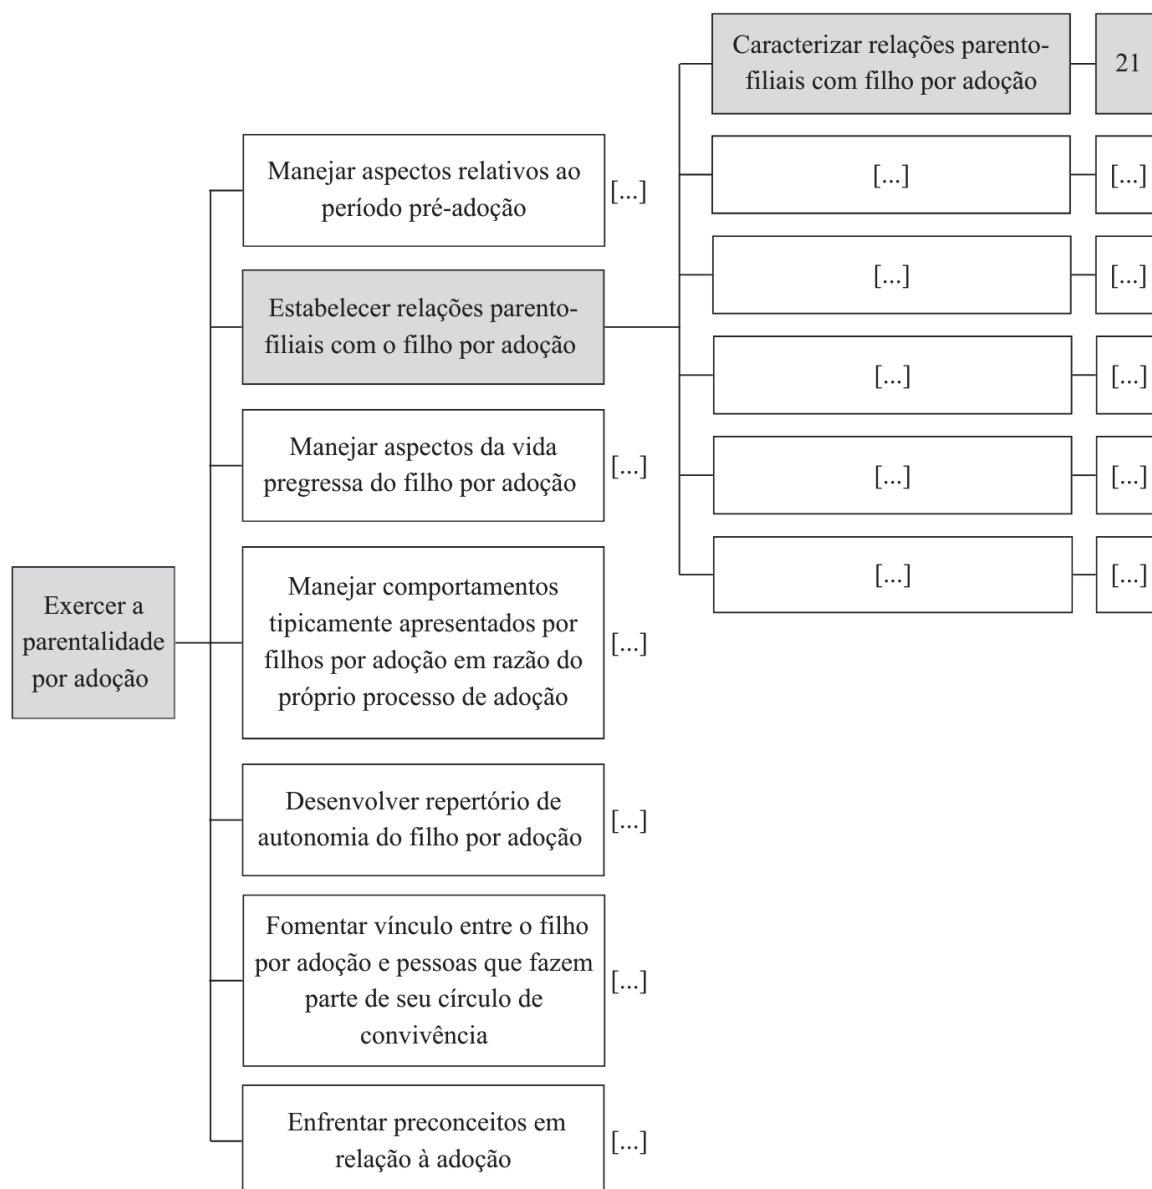 Caracterizar relações parento-
filiais com filho por adoção
21
[...]
[...]
[...]
[...]
[...]
[...]
[...]
[...]
[...]
[...]
Manejar aspectos relativos ao
período pré-adoção
[...]
Estabelecer relações parento-
filiais com o filho por adoção
Manejar aspectos da vida
pregressa do filho por adoção
[...]
Exercer a
parentalidade
por adoção
Manejar comportamentos
tipicamente apresentados por
filhos por adoção em razão do
próprio processo de adoção
[...]
Desenvolver repertório de
autonomia do filho por adoção
[...]
Fomentar vínculo entre o filho
por adoção e pessoas que fazem
parte de seu círculo de
convivência
[...]
Enfrentar preconceitos em
relação à adoção
[...]